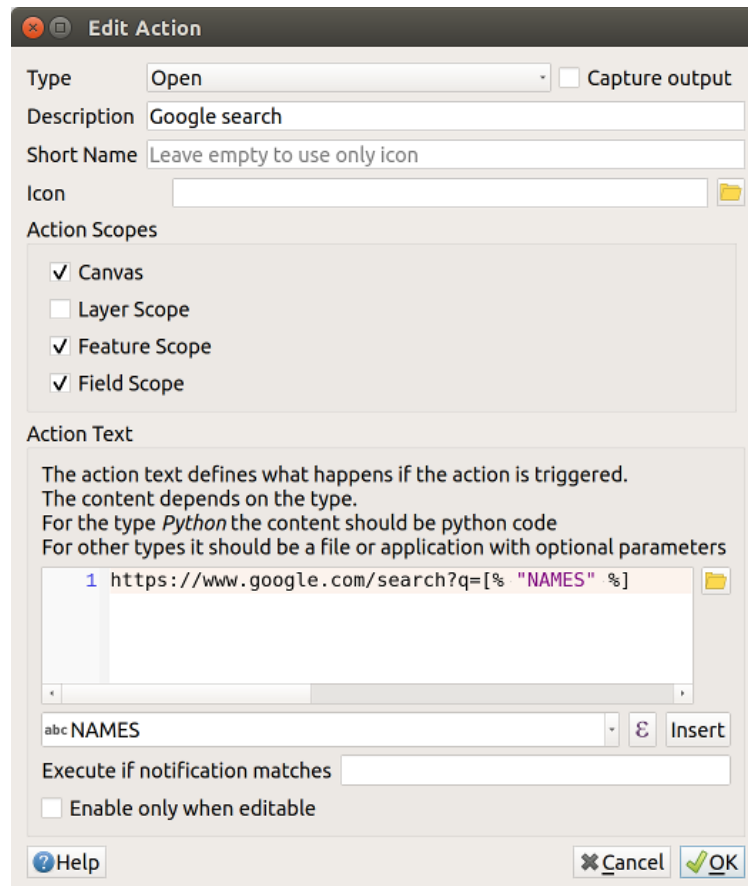 Edit Action
Type Open Capture output
Description Google search
Short Name Leave empty to use only icon
Icon
Action Scopes
Canvas
Layer Scope
Feature Scope
Field Scope
Action Text
The action text defines what happens if the action is triggered.
The content depends on the type.
For the type Python the content should be python code
For other types it should be a file or application with optional parameters
1 https://www.google.com/search?q=[% "NAMES" %]
abc NAMES ε Insert
Execute if notification matches
Enable only when editable
?Help Cancel OK